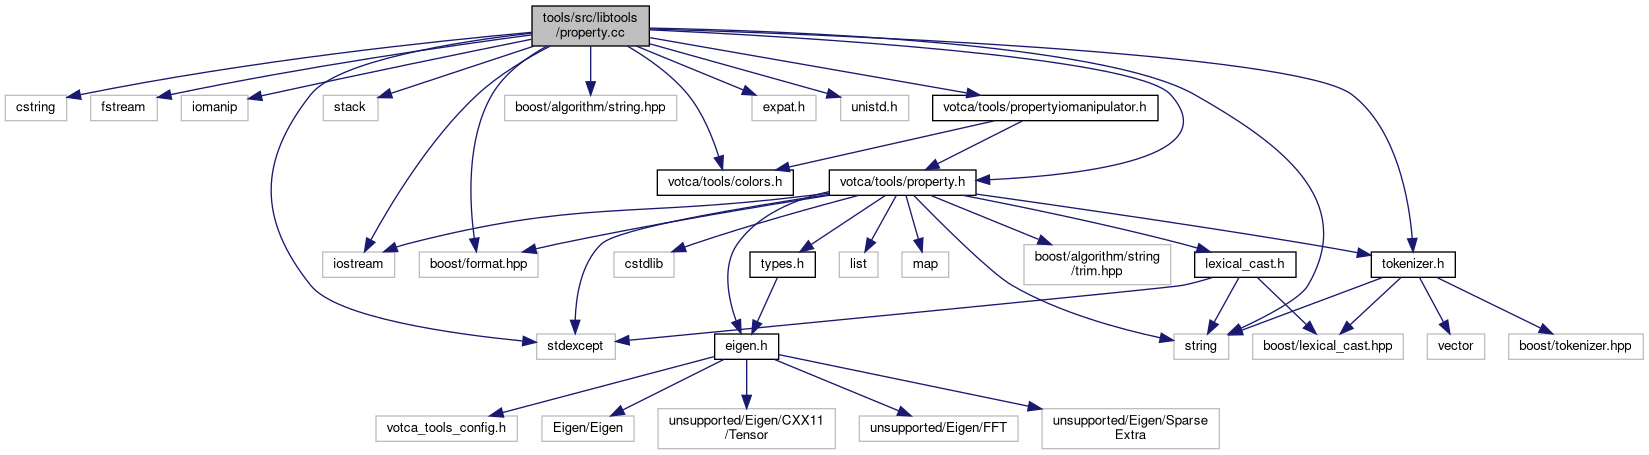 tools/src/libtools
/property.cc
cstring
fstream
iomanip
stack
boost/algorithm/string.hpp
expat.h
unistd.h
votca/tools/propertyiomanipulator.h
votca/tools/colors.h
votca/tools/property.h
iostream
boost/format.hpp
cstdlib
types.h
list
map
boost/algorithm/string
/trim.hpp
lexical_cast.h
tokenizer.h
stdexcept
eigen.h
string
boost/lexical_cast.hpp
vector
boost/tokenizer.hpp
votca_tools_config.h
Eigen/Eigen
unsupported/Eigen/CXX11
/Tensor
unsupported/Eigen/FFT
unsupported/Eigen/Sparse
Extra